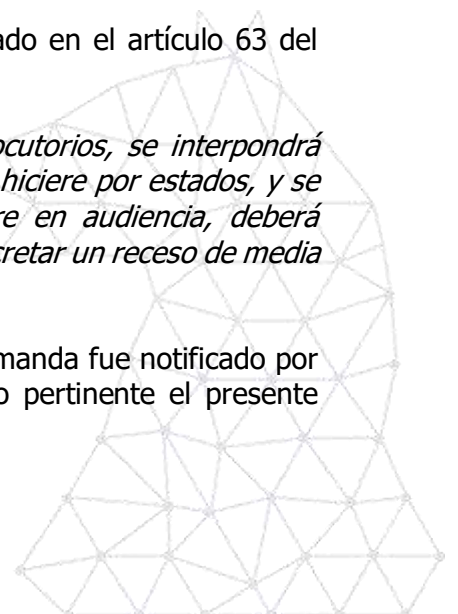 ado en el artículo 63 del
ocutorios, se interpondrá
hiciere por estados, y se
re en audiencia, deberá
cretar un receso de media
manda fue notificado por
o pertinente el presente